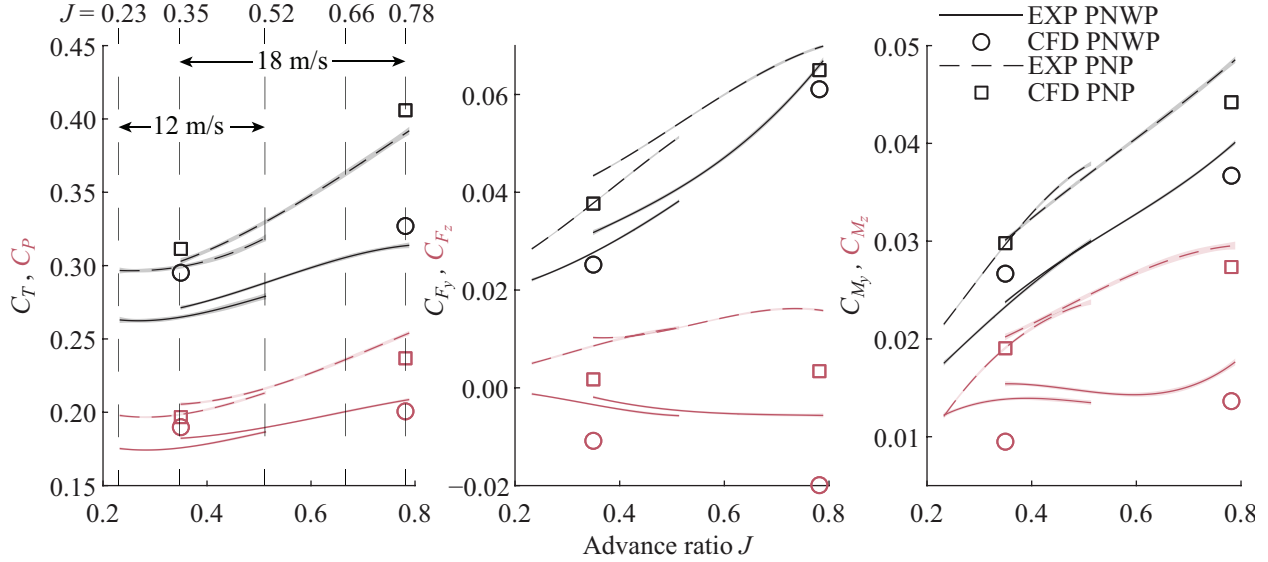 J = 0.23 0.35 0.52 0.66 0.78
EXP PNWP
CFD PNWP
EXP PNP
CFD PNP
18 m/s
12 m/s
0.45
0.40
0.35
0.30
0.25
0.20
0.15
C_T, C_P
0.2 0.4 0.6 0.8
0.06
0.04
0.02
0.00
−0.02
C_{F_y}, C_{F_z}
0.2 0.4 0.6 0.8
0.05
0.04
0.03
0.02
0.01
C_{M_y}, C_{M_z}
0.2 0.4 0.6 0.8
Advance ratio J